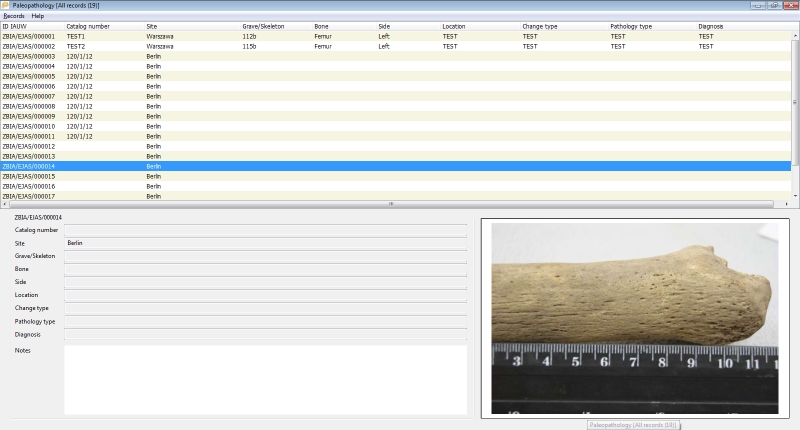 Paleopathology [All records (19)]
Records Help
ID IAUW Catalog number Site Grave/Skeleton Bone Side Location Change type Pathology type Diagnosis
ZBIA/EJAS/000001 TEST1 Warszawa 112b Femur Left TEST TEST TEST TEST
ZBIA/EJAS/000002 TEST2 Warszawa 115b Femur Left TEST TEST TEST TEST
ZBIA/EJAS/000003 120/1/12 Berlin
ZBIA/EJAS/000004 120/1/12 Berlin
ZBIA/EJAS/000005 120/1/12 Berlin
ZBIA/EJAS/000006 120/1/12 Berlin
ZBIA/EJAS/000007 120/1/12 Berlin
ZBIA/EJAS/000008 120/1/12 Berlin
ZBIA/EJAS/000009 120/1/12 Berlin
ZBIA/EJAS/000010 120/1/12 Berlin
ZBIA/EJAS/000011 120/1/12 Berlin
ZBIA/EJAS/000012 Berlin
ZBIA/EJAS/000013 Berlin
ZBIA/EJAS/000014 Berlin
ZBIA/EJAS/000015 Berlin
ZBIA/EJAS/000016 Berlin
ZBIA/EJAS/000017 Berlin
ZBIA/EJAS/000014
Catalog number
Site Berlin
Grave/Skeleton
Bone
Side
Location
Change type
Pathology type
Diagnosis
Notes
3 4 5 6 7 8 9 10 11
Paleopathology [All records (19)]